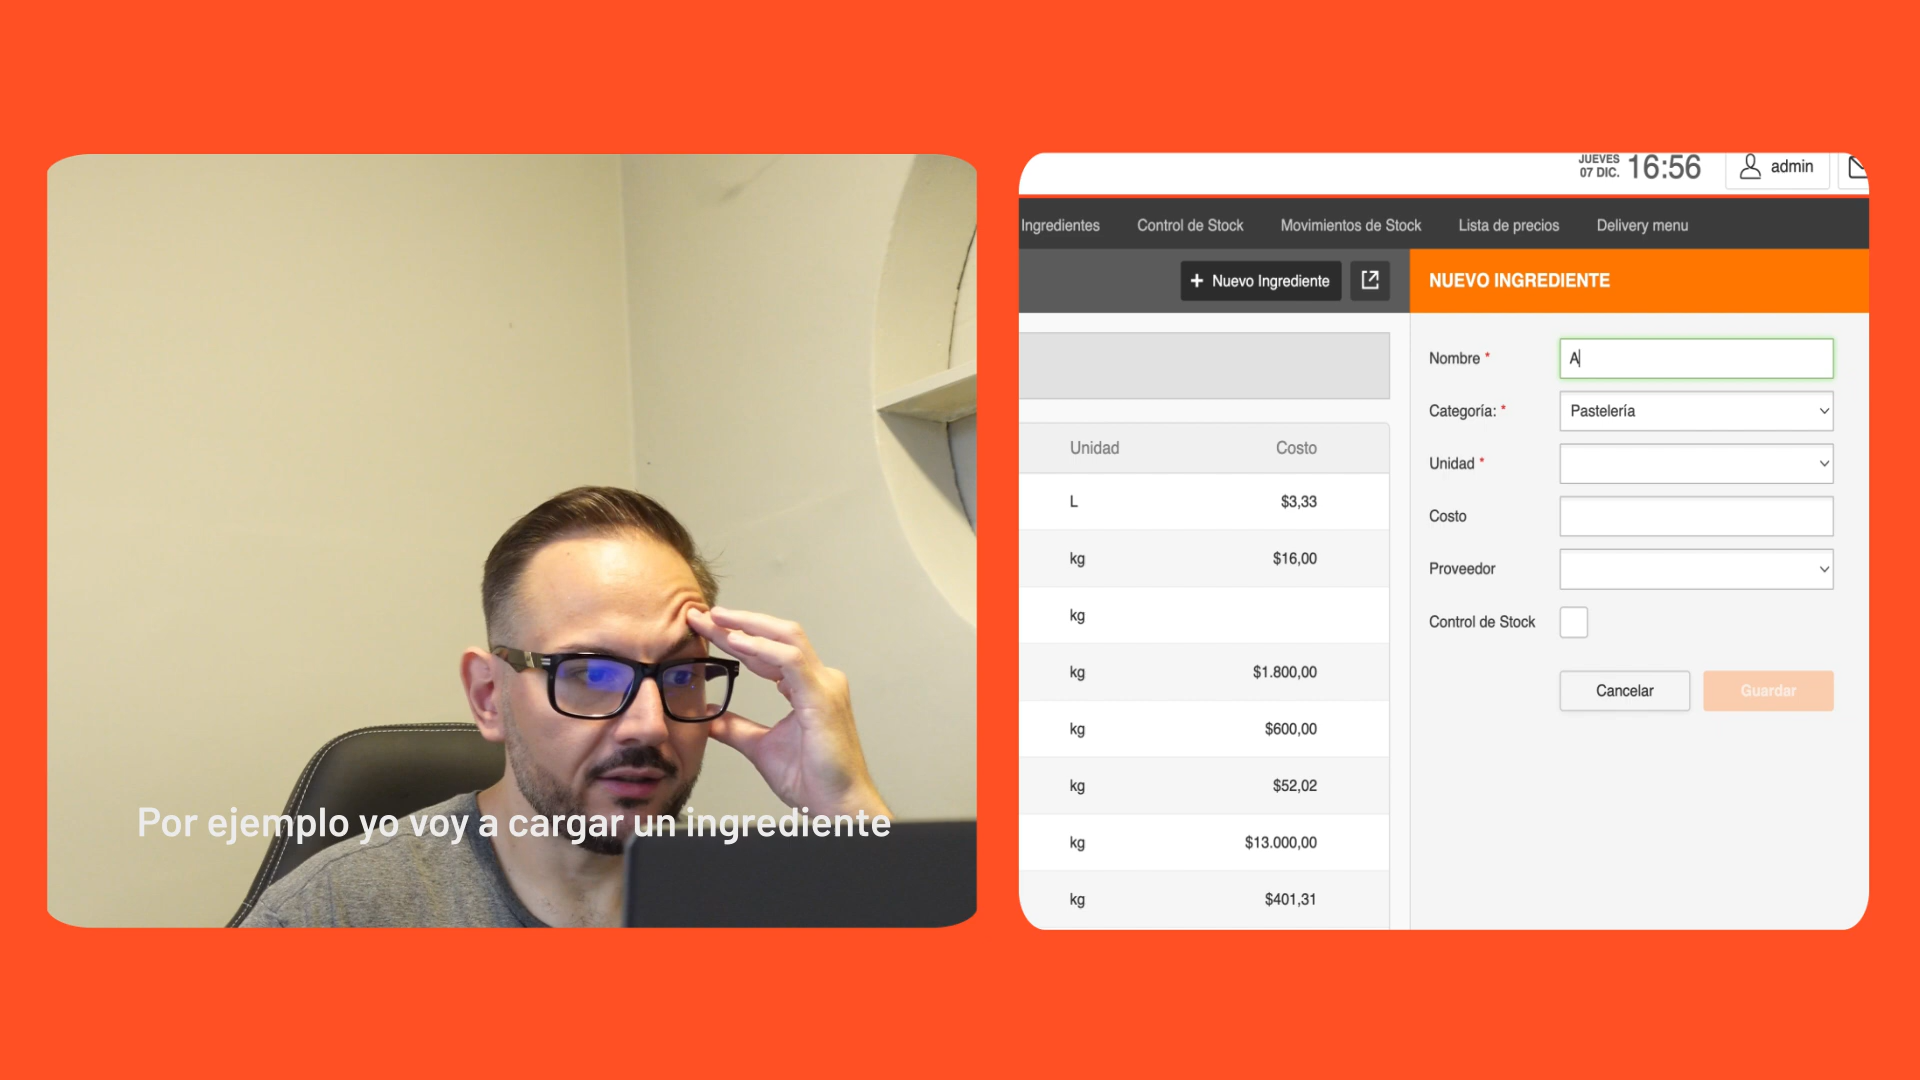 Por ejemplo yo voy a cargar un ingrediente
JUEVES
07 DIC.
16:56
admin
Ingredientes
Control de Stock
Movimientos de Stock
Lista de precios
Delivery menu
+ Nuevo Ingrediente
NUEVO INGREDIENTE
Unidad Costo
L $3,33
kg $16,00
kg
kg $1.800,00
kg $600,00
kg $52,02
kg $13.000,00
kg $401,31
Nombre * A
Categoría: * Pastelería
Unidad *
Costo
Proveedor
Control de Stock
Cancelar Guardar